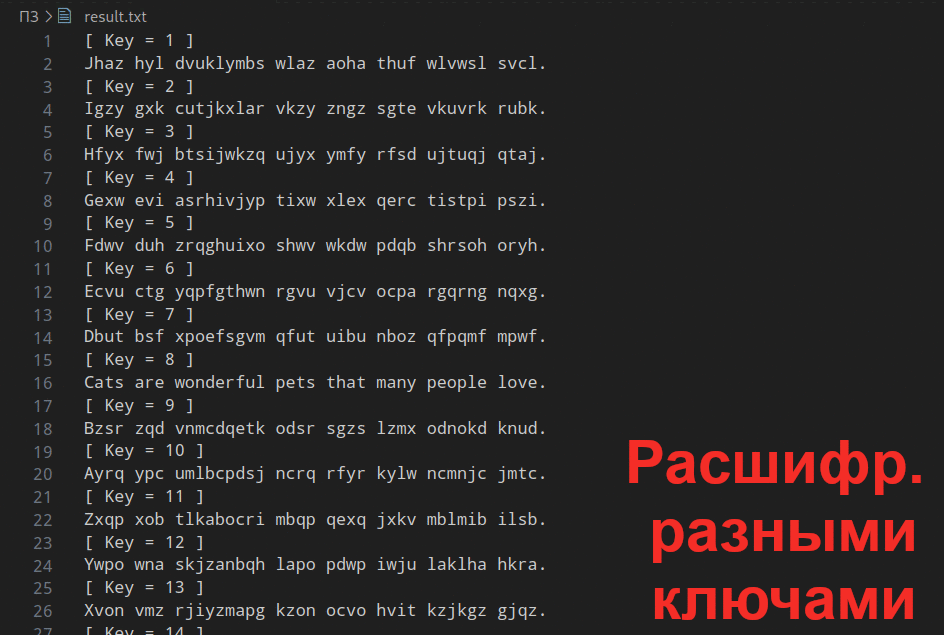 ПЗ > result.txt
1 [ Key = 1 ]
2 Jhaz hyl dvuklymbs wlaz aoha thuf wlvwsl svcl.
3 [ Key = 2 ]
4 Igzy gxk cutjkxlar vkzy zngz sgte vkuvrk rubk.
5 [ Key = 3 ]
6 Hfyx fwj btsijwkzq ujyx ymfy rfsd ujtuqj qtaj.
7 [ Key = 4 ]
8 Gexw evi asrhivjyp tixw xlex qerc tistpi pszi.
9 [ Key = 5 ]
10 Fdwv duh zrqghuixo shwv wkdw pdqb shrsoh oryh.
11 [ Key = 6 ]
12 Ecvu ctg yqpfgthwn rgvu vjcv ocpa rgqrng nqxg.
13 [ Key = 7 ]
14 Dbut bsf xpoefsgvm qfut uibu nboz qfpqmf mpwf.
15 [ Key = 8 ]
16 Cats are wonderful pets that many people love.
17 [ Key = 9 ]
18 Bzsr zqd vnmcdqetk odsr sgzs lzmx odnokd knud.
19 [ Key = 10 ]
20 Ayrq ypc umlbcpdsj ncrq rfyr kylw ncmnjc jmtc.
21 [ Key = 11 ]
22 Zxqp xob tlkabocri mbqp qexq jxkv mblmib ilsb.
23 [ Key = 12 ]
24 Ywpo wna skjzanbqh lapo pdwp iwju laklha hkra.
25 [ Key = 13 ]
26 Xvon vmz rjiyzmapg kzon ocvo hvit kzjkgz gjqz.
27 [ Key = 14 ]
Расшифр.
разными
ключами